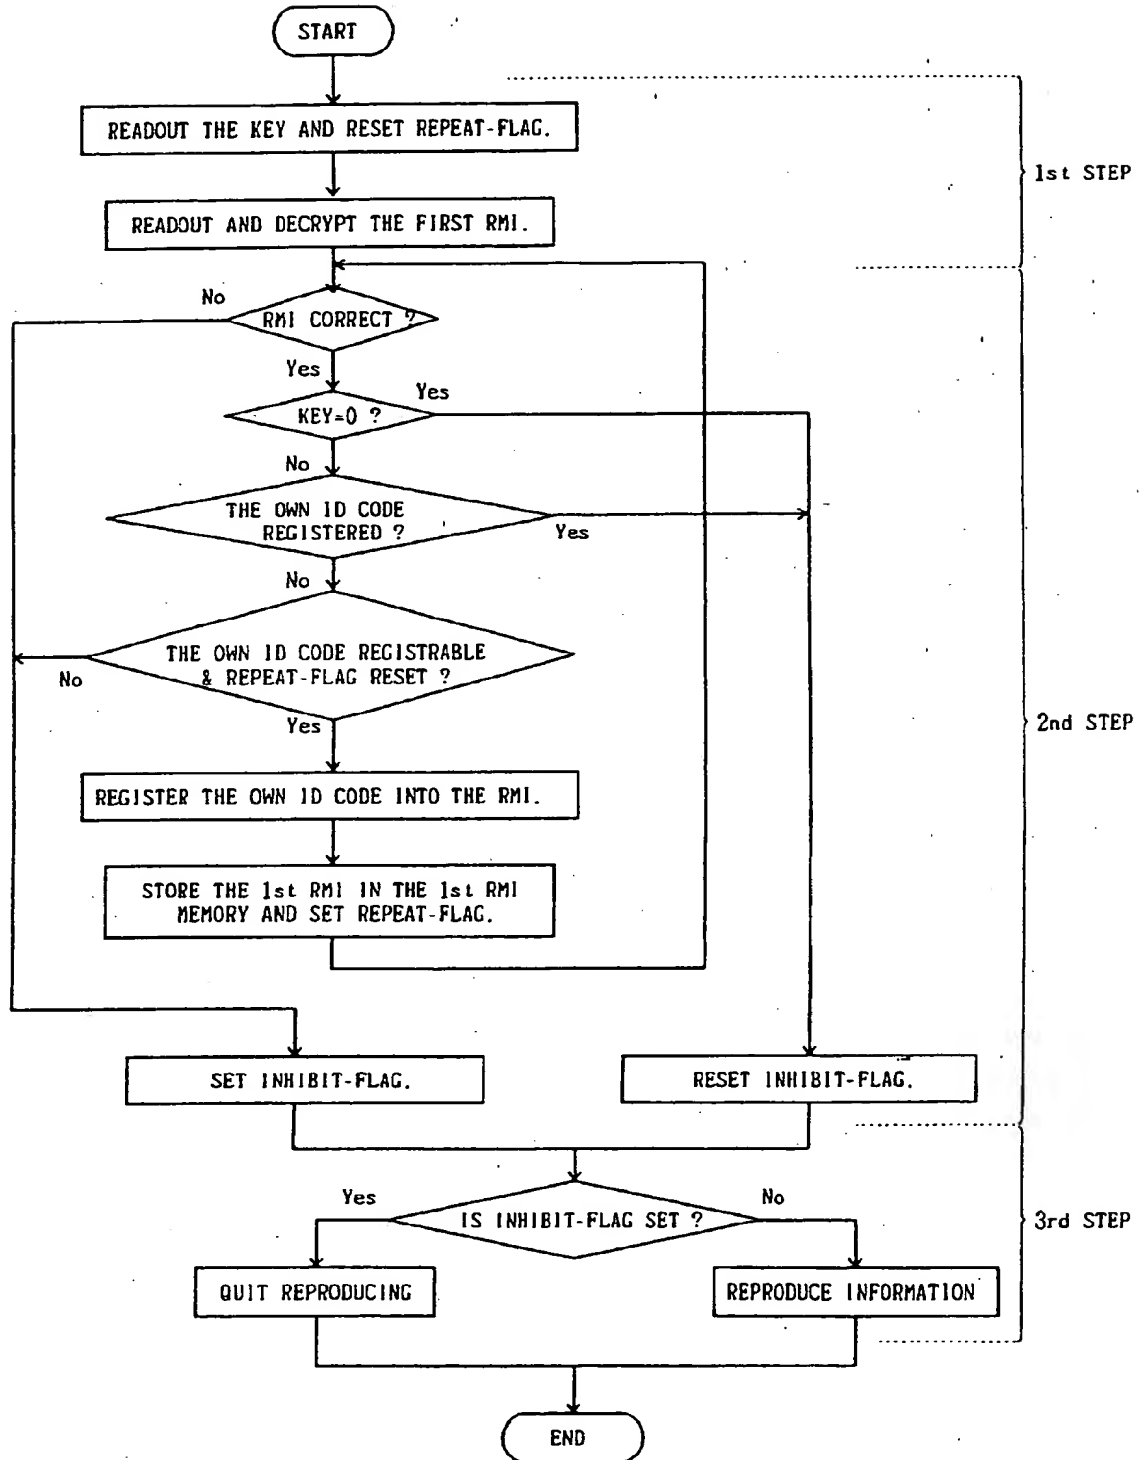 START
READOUT THE KEY AND RESET REPEAT-FLAG.
1st STEP
READOUT AND DECRYPT THE FIRST RMI.
No
RMI CORRECT ?
Yes
Yes
KEY=0 ?
No
THE OWN ID CODE
REGISTERED ?
Yes
No
THE OWN ID CODE REGISTRABLE
& REPEAT-FLAG RESET ?
No
Yes
2nd STEP
REGISTER THE OWN ID CODE INTO THE RMI.
STORE THE 1st RMI IN THE 1st RMI
MEMORY AND SET REPEAT-FLAG.
SET INHIBIT-FLAG.
RESET INHIBIT-FLAG.
Yes
No
IS INHIBIT-FLAG SET ?
3rd STEP
QUIT REPRODUCING
REPRODUCE INFORMATION
END